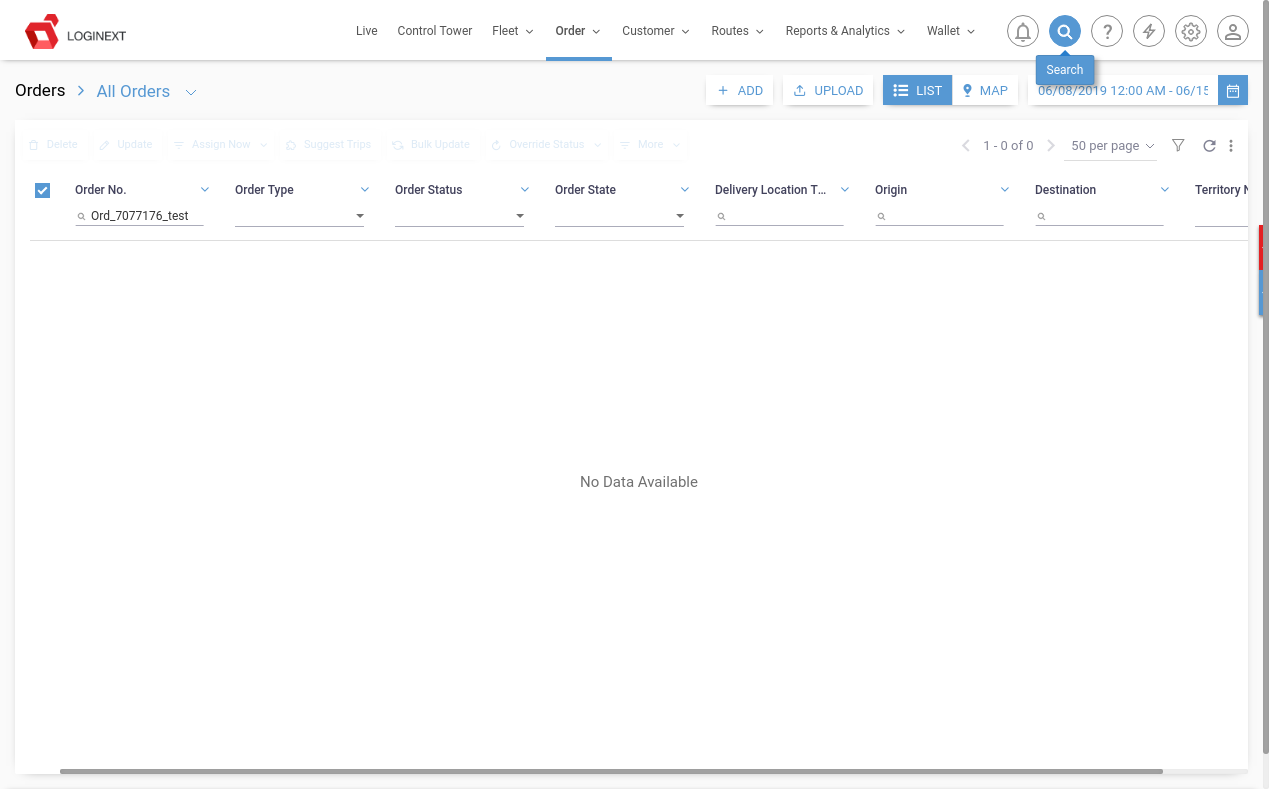 LOGINEXT
Live Control Tower Fleet Order Customer Routes Reports & Analytics Wallet
Search
Orders All Orders
ADD UPLOAD LIST MAP 06/08/2019 12:00 AM - 06/15
Delete Update Assign Now Suggest Trips Bulk Update Override Status More
1 - 0 of 0 50 per page
Order No. Order Type Order Status Order State Delivery Location T... Origin Destination Territory N
Ord_7077176_test
No Data Available